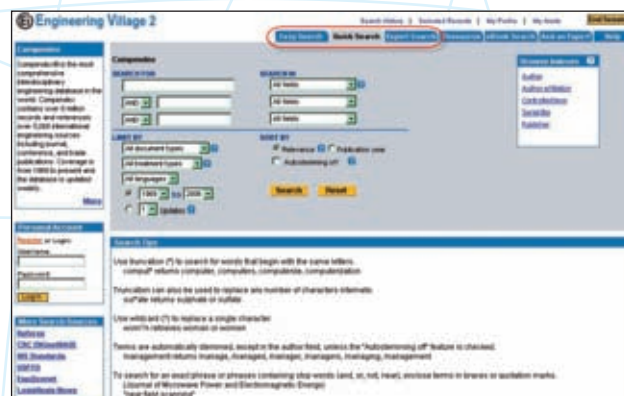 Engineering Village 2
Search History | Selected Records | My Profile | My Alerts
End Session
Easy Search Quick Search Expert Search Thesaurus eBook Search Ask an Expert Help
Compendex
Compendex is the most
comprehensive
interdisciplinary
engineering database in the
world. Compendex
contains over 8 million
records and references
over 5,000 international
engineering sources
including journal,
conference, and trade
publications. Coverage is
from 1969 to present and
the database is updated
weekly.
More
Compendex
SEARCH FOR
SEARCH IN
All fields
AND
All fields
AND
All fields
LIMIT BY
SORT BY
All document types
Relevance Publication year
All treatment types
Autostemming off
All languages
1969 to 2006
1 Updates
Search Reset
Browse Indexes
Author
Author affiliation
Controlled term
Serial title
Publisher
Personal Account
Register or Login:
Username:
Password:
Login
More Search Sources
Referex
CRC ENGnetBASE
IHS Standards
USPTO
Esp@cenet
LexisNexis News
Search Tips
Use truncation (*) to search for words that begin with the same letters.
comput* returns computer, computers, computerize, computerization
Truncation can also be used to replace any number of characters internally.
sul*ate returns sulphate or sulfate
Use wildcard (?) to replace a single character.
wom?n retrieves woman or women
Terms are automatically stemmed, except in the author field, unless the "Autostemming off" feature is checked.
management returns manage, managed, manager, managers, managing, management
To search for an exact phrase or phrases containing stop words (and, or, not, near), enclose terms in braces or quotation marks.
{Journal of Microwave Power and Electromagnetic Energy}
"near field scanning"